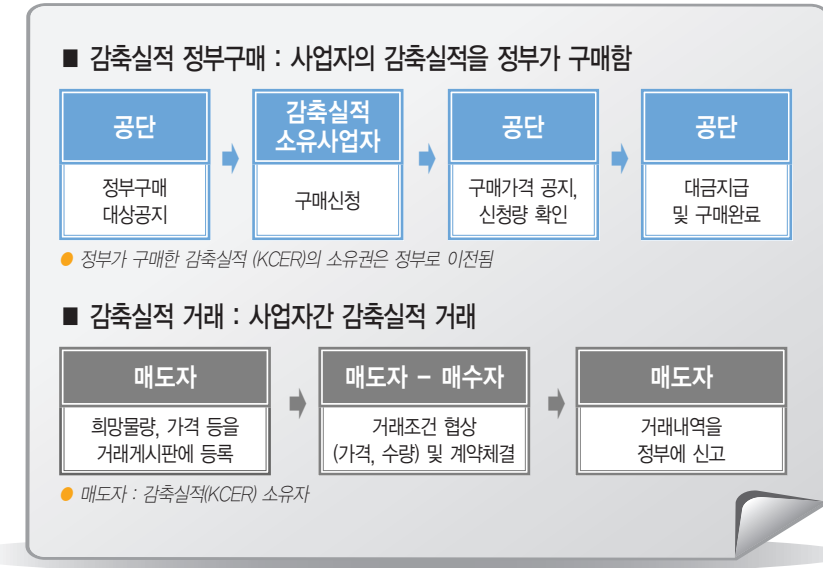 ■ 감축실적 정부구매 : 사업자의 감축실적을 정부가 구매함
공단
정부구매
대상공지
감축실적
소유사업자
구매신청
공단
구매가격 공지,
신청량 확인
공단
대금지급
및 구매완료
● 정부가 구매한 감축실적 (KCER)의 소유권은 정부로 이전됨
■ 감축실적 거래 : 사업자간 감축실적 거래
매도자
희망물량, 가격 등을
거래게시판에 등록
매도자 – 매수자
거래조건 협상
(가격, 수량) 및 계약체결
매도자
거래내역을
정부에 신고
● 매도자 : 감축실적(KCER) 소유자